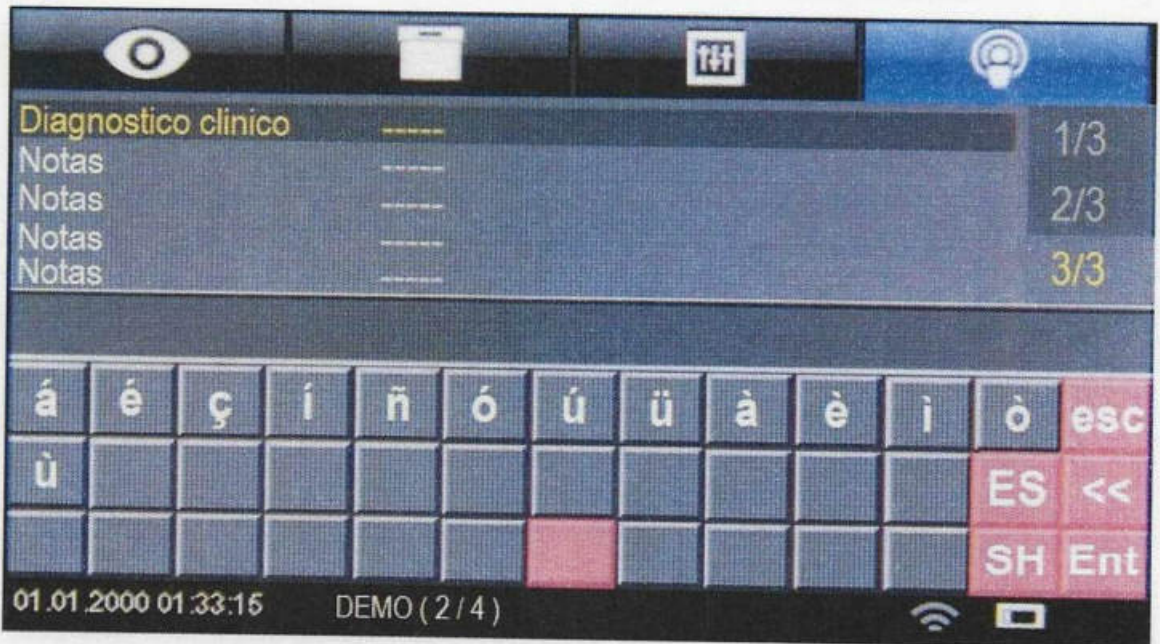 Diagnostico clinico -----
1/3
Notas -----
2/3
Notas -----
Notas -----
3/3
Notas -----
á é ç í ñ ó ú ü à è ì ò esc
ù ES <<
SH Ent
01.01.2000 01:33:15 DEMO ( 2 / 4 )